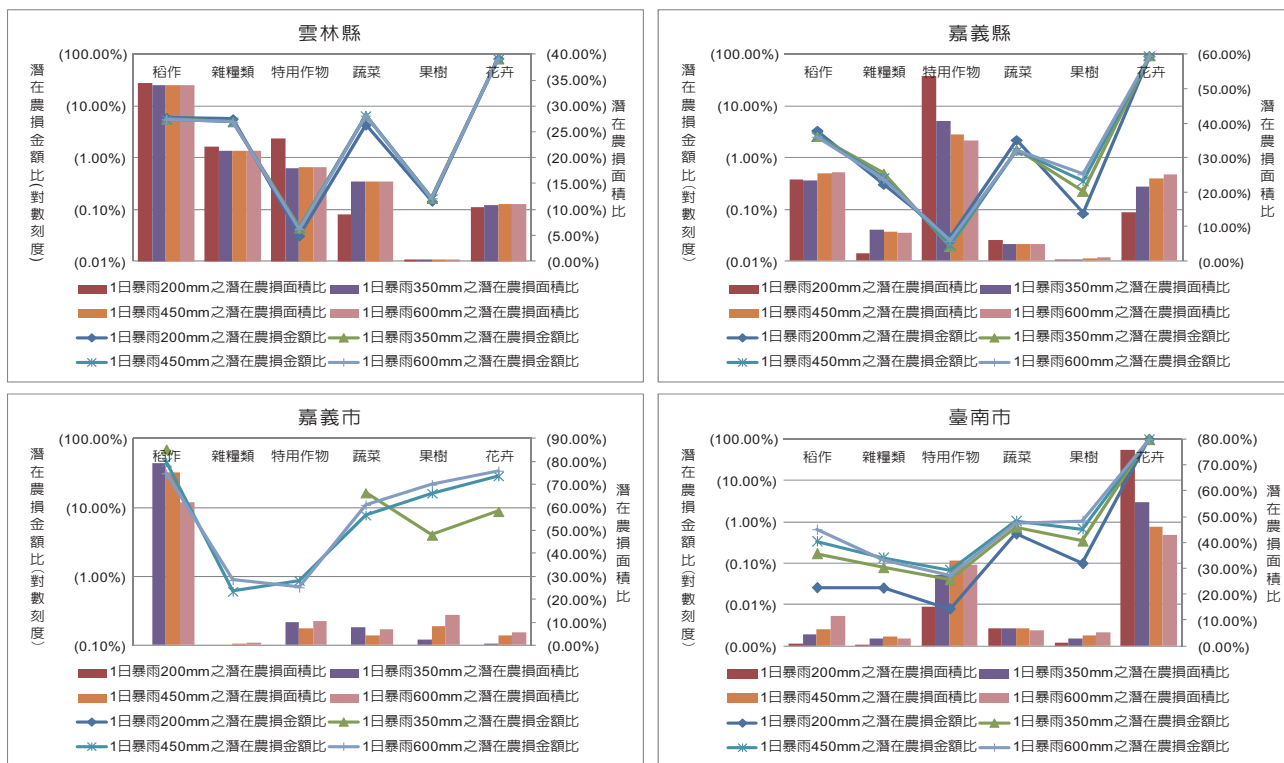 雲林縣
潛在農損金額比(對數刻度)
潛在農損面積比
(100.00%)
(10.00%)
(1.00%)
(0.10%)
(0.01%)
稻作 雜糧類 特用作物 蔬菜 果樹 花卉
(40.00%)
(35.00%)
(30.00%)
(25.00%)
(20.00%)
(15.00%)
(10.00%)
(5.00%)
(0.00%)
1日暴雨200mm之潛在農損面積比 1日暴雨350mm之潛在農損面積比
1日暴雨450mm之潛在農損面積比 1日暴雨600mm之潛在農損面積比
1日暴雨200mm之潛在農損金額比 1日暴雨350mm之潛在農損金額比
1日暴雨450mm之潛在農損金額比 1日暴雨600mm之潛在農損金額比
嘉義縣
潛在農損金額比(對數刻度)
潛在農損面積比
(100.00%)
(10.00%)
(1.00%)
(0.10%)
(0.01%)
稻作 雜糧類 特用作物 蔬菜 果樹 花卉
(60.00%)
(50.00%)
(40.00%)
(30.00%)
(20.00%)
(10.00%)
(0.00%)
1日暴雨200mm之潛在農損面積比 1日暴雨350mm之潛在農損面積比
1日暴雨450mm之潛在農損面積比 1日暴雨600mm之潛在農損面積比
1日暴雨200mm之潛在農損金額比 1日暴雨350mm之潛在農損金額比
1日暴雨450mm之潛在農損金額比 1日暴雨600mm之潛在農損金額比
嘉義市
潛在農損金額比(對數刻度)
潛在農損面積比
(100.00%)
(10.00%)
(1.00%)
(0.10%)
稻作 雜糧類 特用作物 蔬菜 果樹 花卉
(90.00%)
(80.00%)
(70.00%)
(60.00%)
(50.00%)
(40.00%)
(30.00%)
(20.00%)
(10.00%)
(0.00%)
1日暴雨200mm之潛在農損面積比 1日暴雨350mm之潛在農損面積比
1日暴雨450mm之潛在農損面積比 1日暴雨600mm之潛在農損面積比
1日暴雨200mm之潛在農損金額比 1日暴雨350mm之潛在農損金額比
1日暴雨450mm之潛在農損金額比 1日暴雨600mm之潛在農損金額比
臺南市
潛在農損金額比(對數刻度)
潛在農損面積比
(100.00%)
(10.00%)
(1.00%)
(0.10%)
(0.01%)
(0.00%)
稻作 雜糧類 特用作物 蔬菜 果樹 花卉
(80.00%)
(70.00%)
(60.00%)
(50.00%)
(40.00%)
(30.00%)
(20.00%)
(10.00%)
(0.00%)
1日暴雨200mm之潛在農損面積比 1日暴雨350mm之潛在農損面積比
1日暴雨450mm之潛在農損面積比 1日暴雨600mm之潛在農損面積比
1日暴雨200mm之潛在農損金額比 1日暴雨350mm之潛在農損金額比
1日暴雨450mm之潛在農損金額比 1日暴雨600mm之潛在農損金額比